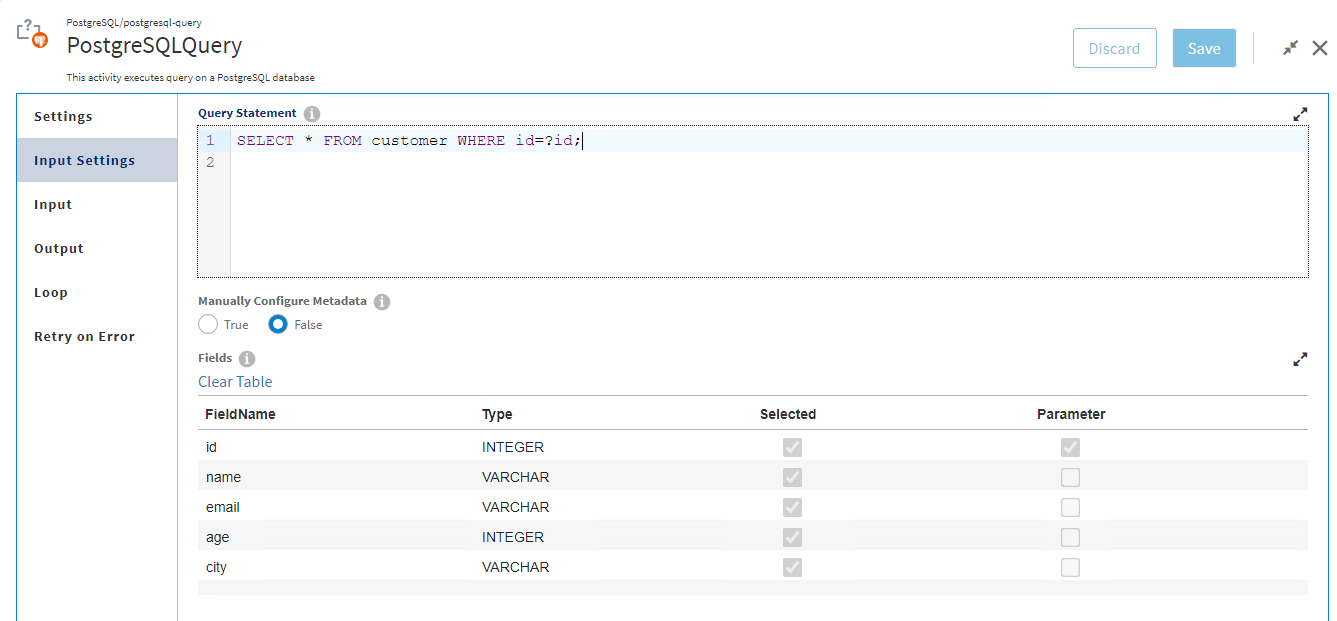 PostgreSQL/postgresql-query
PostgreSQLQuery
This activity executes query on a PostgreSQL database
Discard
Save
Settings
Input Settings
Input
Output
Loop
Retry on Error
Query Statement
1 SELECT * FROM customer WHERE id=?id;
2
Manually Configure Metadata
True False
Fields
Clear Table
FieldName Type Selected Parameter
id INTEGER
name VARCHAR
email VARCHAR
age INTEGER
city VARCHAR